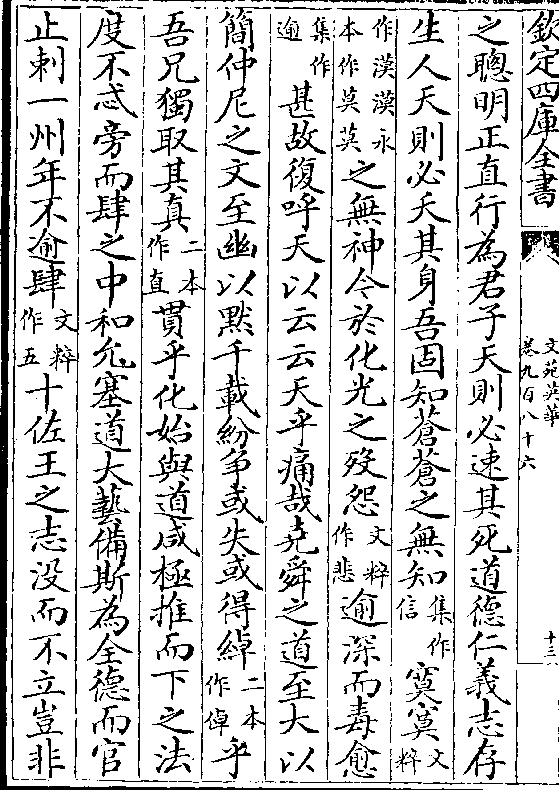 欽定四庫全書
文苑英華
卷九百八十六
十三
之聰明正直行為君子天則必速其死道德仁義志存
生人天則必夭其身吾固知蒼蒼之無知集作信冥冥文粹
作漠漠永本作莫莫之無神今於化光之殁怨文粹作悲逾深而毒愈
集作逾甚故復呼天以云云天乎痛哉堯舜之道至大以
簡仲尼之文至幽以默千載紛爭或失或得綽二本作倬乎
吾兄獨取其真二本作直貫乎化始與道咸極推而下之法
度不忒旁而肆之中和允塞道大藝備斯為全德而官
止刺一州年不逾肆文粹作五十佐王之志没而不立豈非